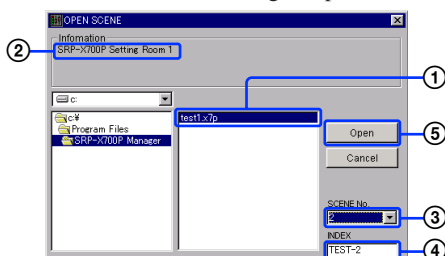 OPEN SCENE
Infomation
② SRP-X700P Setting Room 1
①
c:
c:¥
Program Files
SRP-X700P Manager
test1.x7p
Open ⑤
Cancel
SCENE No.
2 ③
INDEX
TEST-2 ④